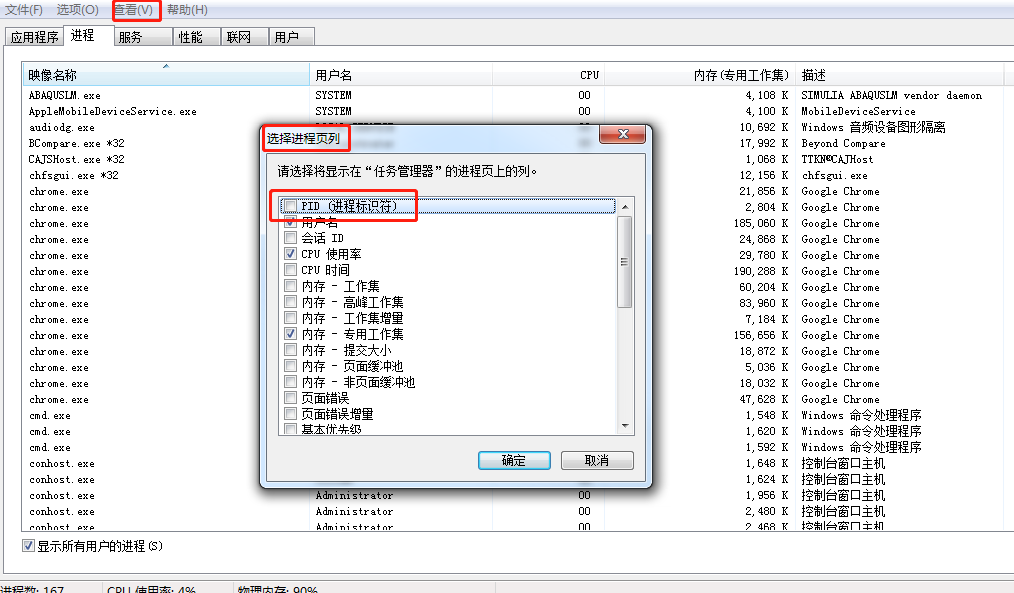 文件(F) 选项(O) 查看(V) 帮助(H)
应用程序 进程 服务 性能 联网 用户
映像名称 用户名 CPU 内存(专用工作集) 描述
ABAQUSLM.exe SYSTEM 00 4,108 K SIMULIA ABAQUSLM vendor daemon
AppleMobileDeviceService.exe SYSTEM 00 4,100 K MobileDeviceService
audiodg.exe 10,692 K Windows 音频设备图形隔离
BCompare.exe *32 17,992 K Beyond Compare
CAJSHost.exe *32 1,068 K TTKN@CAJHost
chfsgui.exe *32 12,156 K chfsgui.exe
chrome.exe 21,856 K Google Chrome
chrome.exe 2,804 K Google Chrome
chrome.exe 185,060 K Google Chrome
chrome.exe 24,868 K Google Chrome
chrome.exe 29,780 K Google Chrome
chrome.exe 190,288 K Google Chrome
chrome.exe 60,204 K Google Chrome
chrome.exe 83,960 K Google Chrome
chrome.exe 7,184 K Google Chrome
chrome.exe 156,656 K Google Chrome
chrome.exe 18,872 K Google Chrome
chrome.exe 5,036 K Google Chrome
chrome.exe 18,032 K Google Chrome
chrome.exe 47,628 K Google Chrome
cmd.exe 1,548 K Windows 命令处理程序
cmd.exe 1,620 K Windows 命令处理程序
cmd.exe 1,592 K Windows 命令处理程序
conhost.exe 1,648 K 控制台窗口主机
conhost.exe 1,624 K 控制台窗口主机
conhost.exe Administrator 00 1,956 K 控制台窗口主机
conhost.exe Administrator 00 2,480 K 控制台窗口主机
conhost.exe Administrator 00 2,468 K 控制台窗口主机
选择进程页列
请选择将显示在“任务管理器”的进程页上的列。
PID (进程标识符)
用户名
会话 ID
CPU 使用率
CPU 时间
内存 - 工作集
内存 - 高峰工作集
内存 - 工作集增量
内存 - 专用工作集
内存 - 提交大小
内存 - 页面缓冲池
内存 - 非页面缓冲池
页面错误
页面错误增量
基本优先级
确定 取消
显示所有用户的进程(S)
进程数: 167 CPU 使用率: 4% 物理内存: 90%